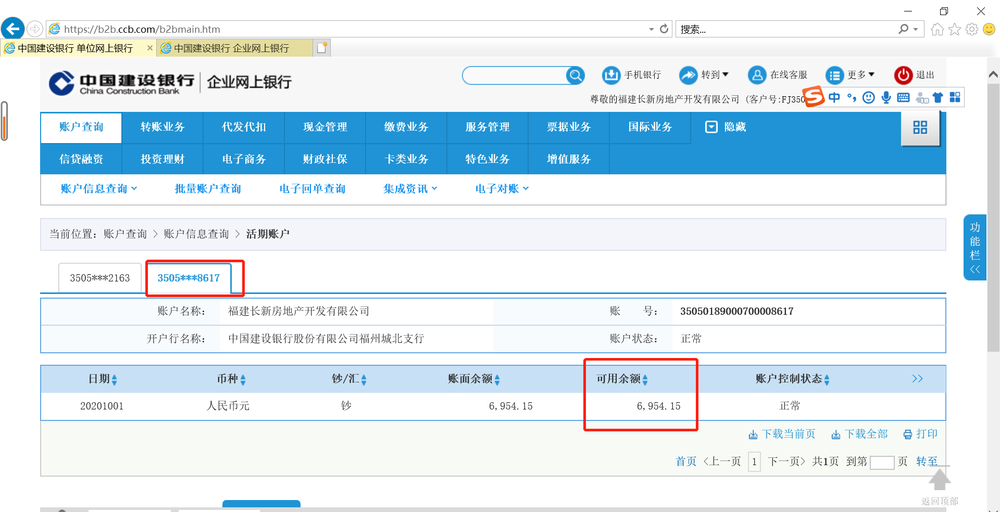 https://b2b.ccb.com/b2bmain.htm
搜索...
中国建设银行 单位网上银行
中国建设银行 企业网上银行
中国建设银行
China Construction Bank
企业网上银行
手机银行
转到
在线客服
更多
退出
尊敬的福建长新房地产开发有限公司 (客户号:FJ350
中
账户查询 转账业务 代发代扣 现金管理 缴费业务 服务管理 票据业务 国际业务 隐藏
信贷融资 投资理财 电子商务 财政社保 卡类业务 特色业务 增值服务
账户信息查询 批量账户查询 电子回单查询 集成资讯 电子对账
当前位置: 账户查询 > 账户信息查询 > 活期账户
功能栏
3505***2163 3505***8617
账户名称: 福建长新房地产开发有限公司 账 号: 35050189000700008617
开户行名称: 中国建设银行股份有限公司福州城北支行 账户状态: 正常
日期 币种 钞/汇 账面余额 可用余额 账户控制状态 >>
20201001 人民币元 钞 6,954.15 6,954.15 正常
下载当前页 下载全部 打印
首页 <上一页 1 下一页> 共1页 到第 页 转至
返回顶部